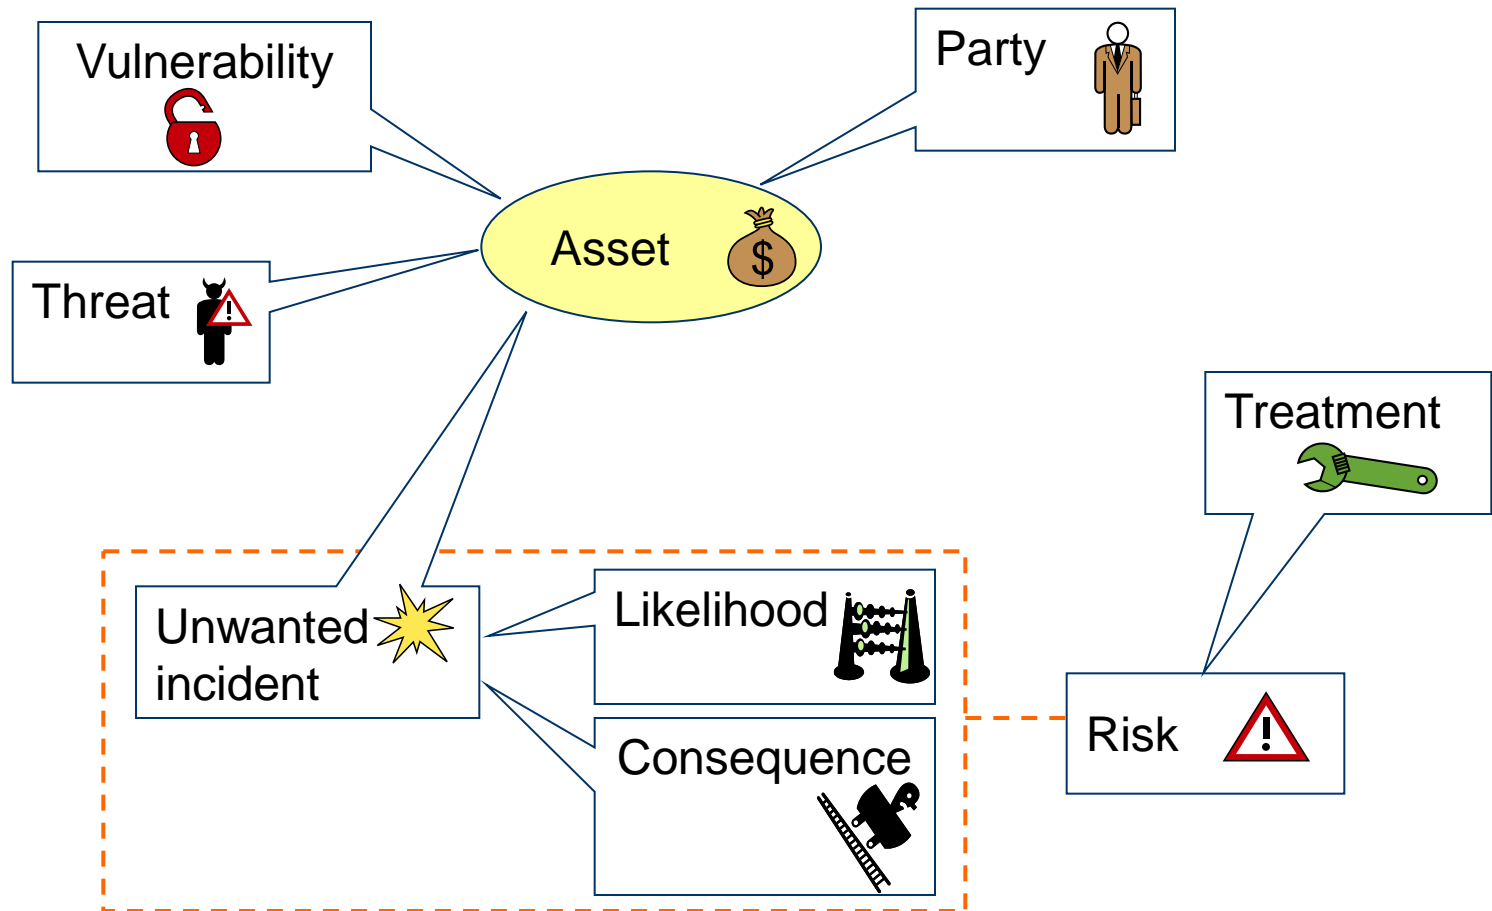 Vulnerability
Party
Asset
$
Threat
!
Treatment
Unwanted
incident
Likelihood
Risk
!
Consequence